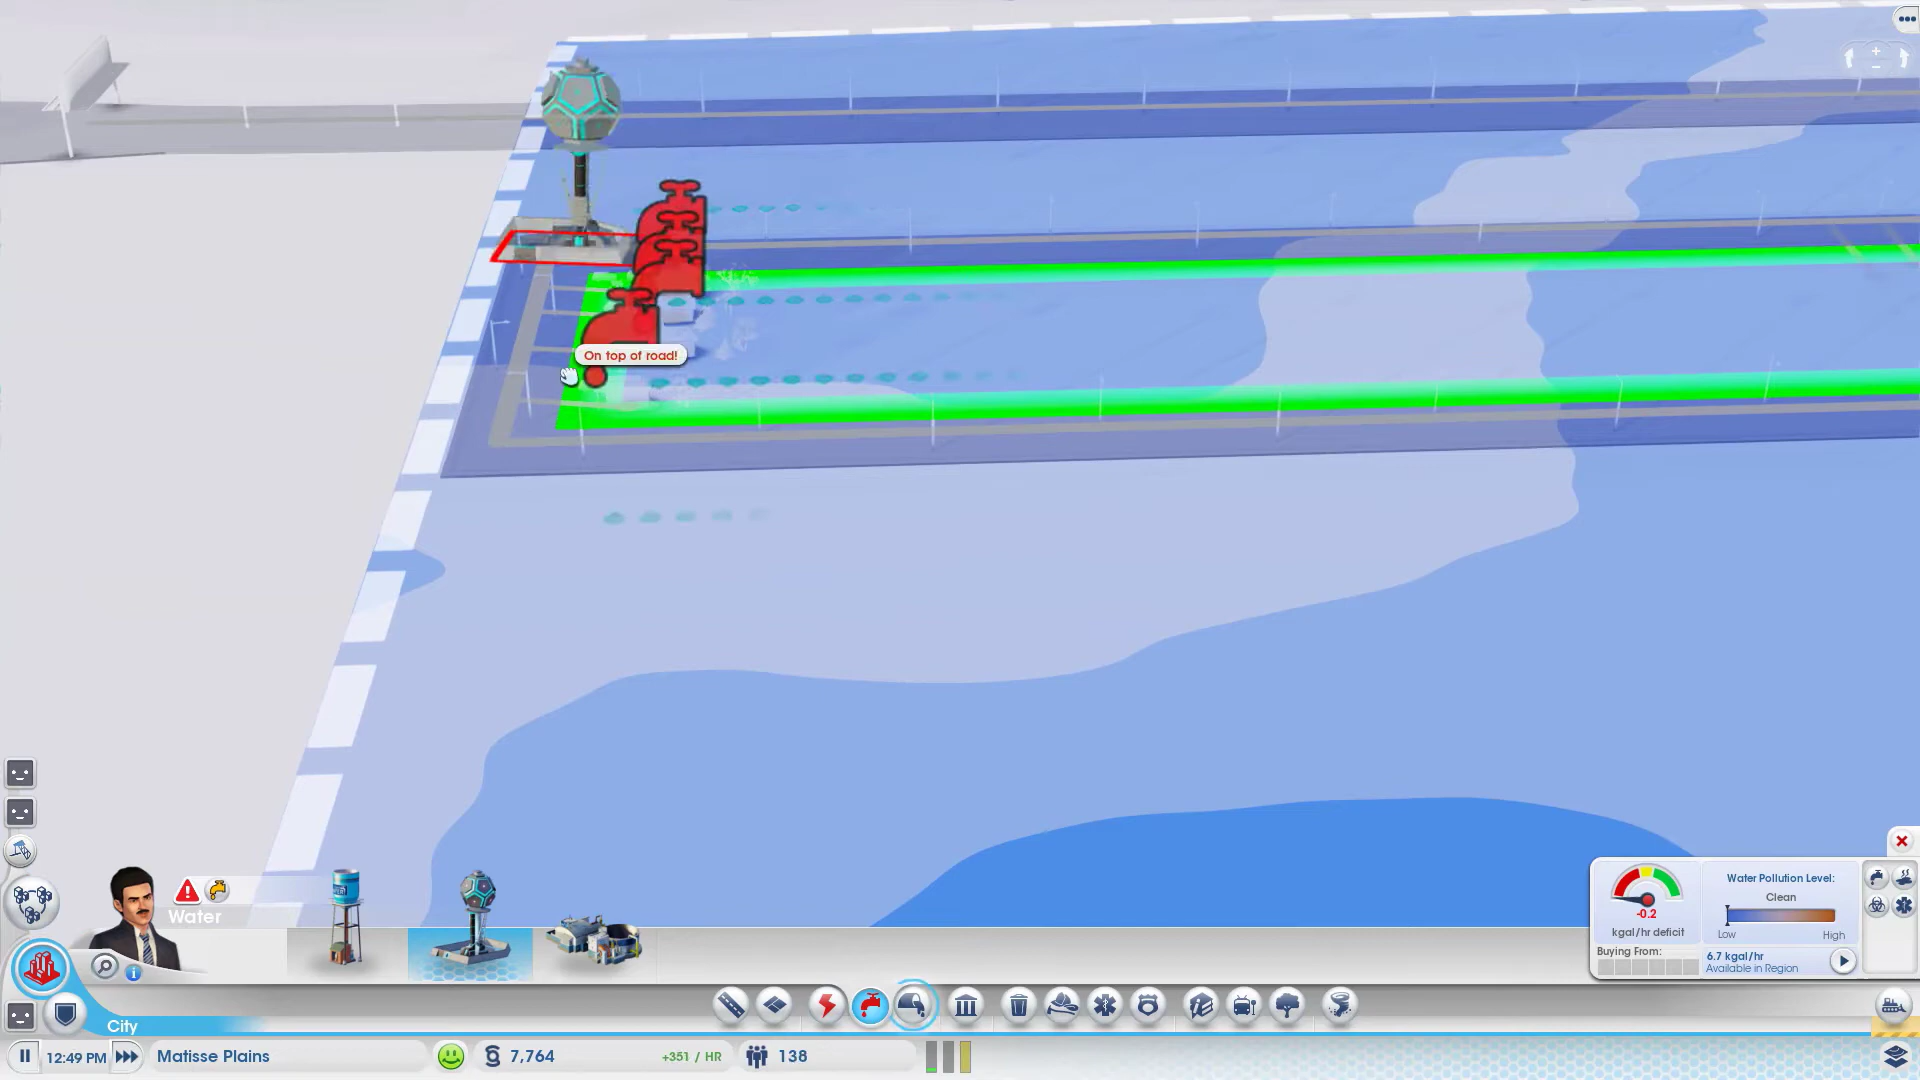 On top of road!
Water
Water Pollution Level:
Clean
Low
High
-0.2
kgal/hr deficit
Buying From:
6.7 kgal/hr
Available in Region
City
12:49 PM
Matisse Plains
7,764
+351 / HR
138